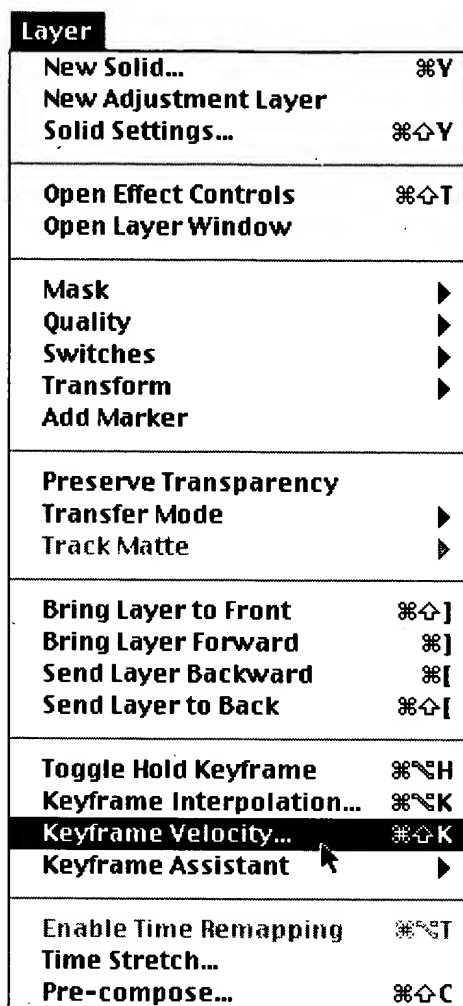 Layer
New Solid... ⌘Y
New Adjustment Layer
Solid Settings... ⌘⇧Y
Open Effect Controls ⌘⇧T
Open Layer Window
Mask ▶
Quality ▶
Switches ▶
Transform ▶
Add Marker
Preserve Transparency
Transfer Mode ▶
Track Matte ▶
Bring Layer to Front ⌘⇧]
Bring Layer Forward ⌘]
Send Layer Backward ⌘[
Send Layer to Back ⌘⇧[
Toggle Hold Keyframe ⌘⌥H
Keyframe Interpolation... ⌘⌥K
Keyframe Velocity... ⌘⇧K
Keyframe Assistant ▶
Enable Time Remapping ⌘⌥T
Time Stretch...
Pre-compose... ⌘⇧C